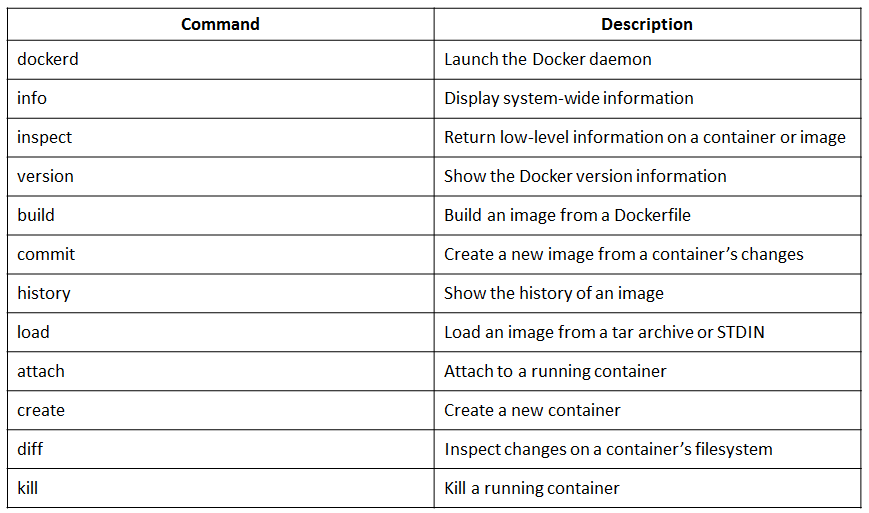 Command Description
dockerd Launch the Docker daemon
info Display system-wide information
inspect Return low-level information on a container or image
version Show the Docker version information
build Build an image from a Dockerfile
commit Create a new image from a container’s changes
history Show the history of an image
load Load an image from a tar archive or STDIN
attach Attach to a running container
create Create a new container
diff Inspect changes on a container’s filesystem
kill Kill a running container